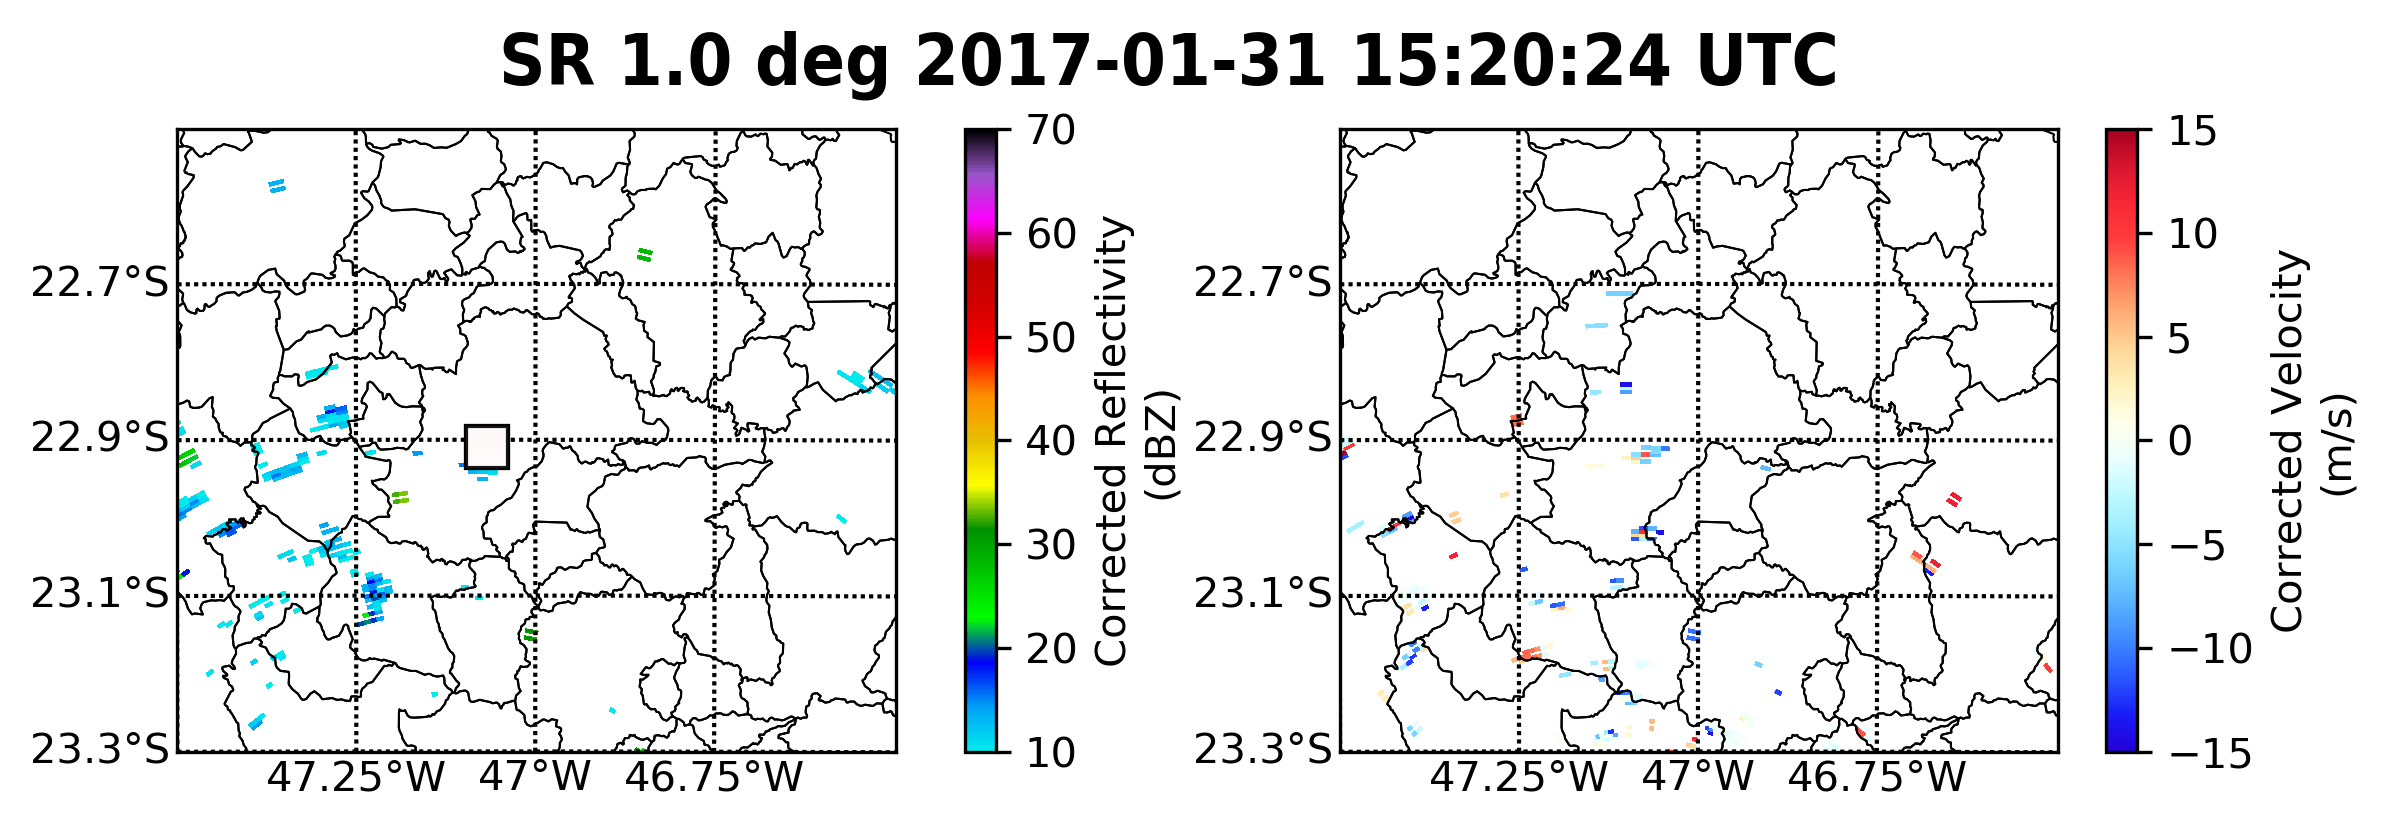 SR 1.0 deg 2017-01-31 15:20:24 UTC
22.7°S
22.9°S
23.1°S
23.3°S
47.25°W 47°W 46.75°W
70
60
50
40
30
20
10
Corrected Reflectivity
(dBZ)
22.7°S
22.9°S
23.1°S
23.3°S
47.25°W 47°W 46.75°W
15
10
5
0
−5
−10
−15
Corrected Velocity
(m/s)